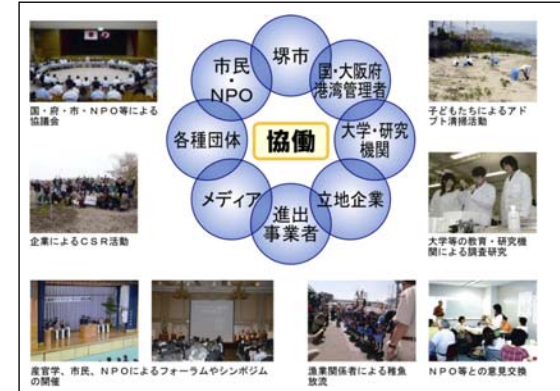 堺市
国・大阪府
港湾管理者
大学・研究
機関
立地企業
進出
事業者
メディア
各種団体
市民
・
NPO
協働
国・府・市・NPO等による
協議会
企業によるCSR活動
産官学、市民、NPOによるフォーラムやシンポジム
の開催
漁業関係者による稚魚
放流
子どもたちによるアド
プト清掃活動
大学等の教育・研究機
関による調査研究
NPO等との意見交換